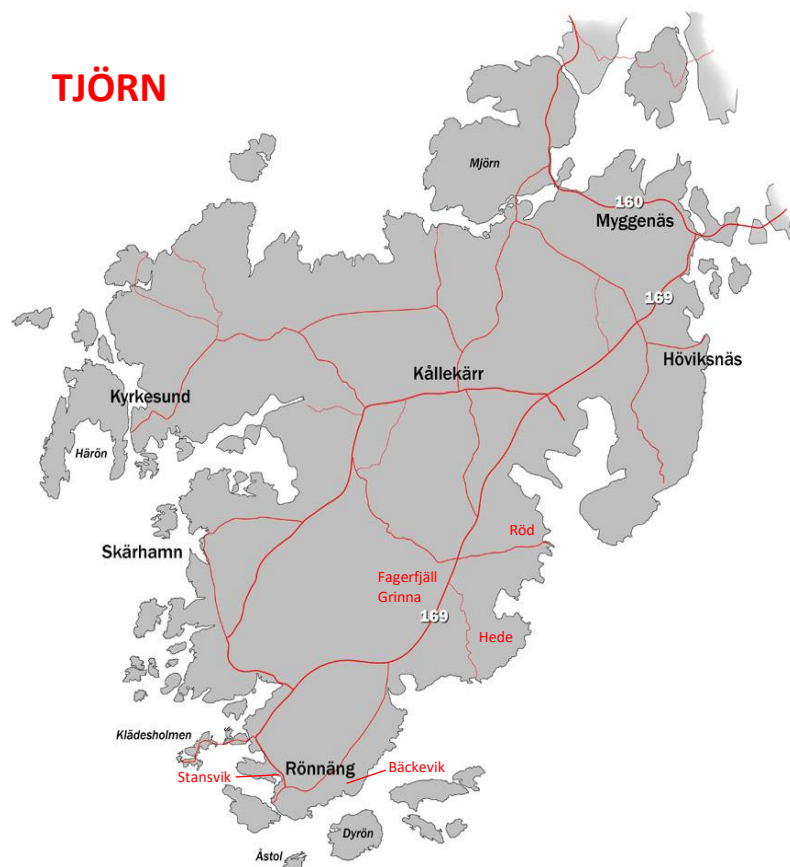 TJÖRN
Mjörn
160
Myggenäs
169
Höviksnäs
Kållekärr
Kyrkesund
Härön
Röd
Skärhamn
Fagerfjäll
Grinna
169
Hede
Klädesholmen
Stansvik
Rönnäng
Bäckevik
Dyrön
Åstol